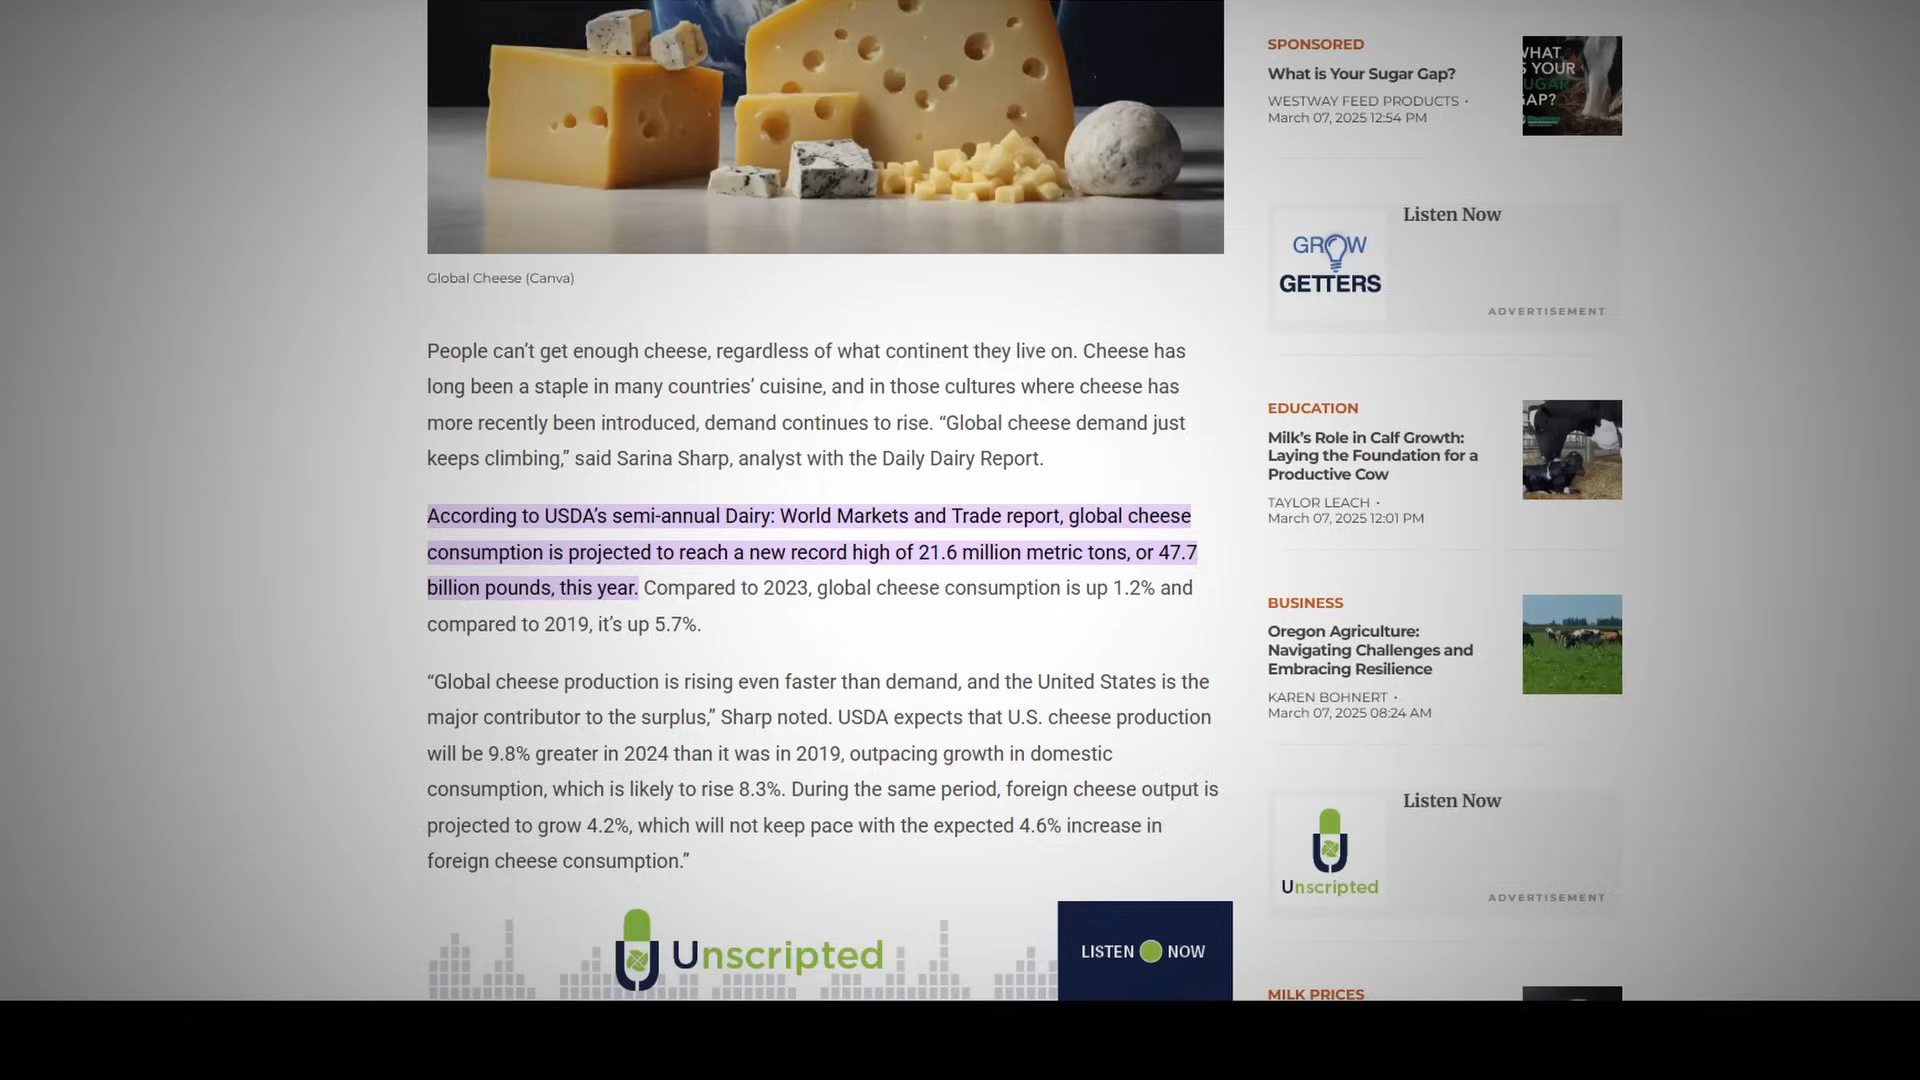 Global Cheese (Canva)
People can’t get enough cheese, regardless of what continent they live on. Cheese has
long been a staple in many countries’ cuisine, and in those cultures where cheese has
more recently been introduced, demand continues to rise. “Global cheese demand just
keeps climbing,” said Sarina Sharp, analyst with the Daily Dairy Report.
According to USDA’s semi-annual Dairy: World Markets and Trade report, global cheese
consumption is projected to reach a new record high of 21.6 million metric tons, or 47.7
billion pounds, this year. Compared to 2023, global cheese consumption is up 1.2% and
compared to 2019, it’s up 5.7%.
“Global cheese production is rising even faster than demand, and the United States is the
major contributor to the surplus,” Sharp noted. USDA expects that U.S. cheese production
will be 9.8% greater in 2024 than it was in 2019, outpacing growth in domestic
consumption, which is likely to rise 8.3%. During the same period, foreign cheese output is
projected to grow 4.2%, which will not keep pace with the expected 4.6% increase in
foreign cheese consumption.”
Unscripted
LISTEN NOW
SPONSORED
What is Your Sugar Gap?
WESTWAY FEED PRODUCTS •
March 07, 2025 12:54 PM
WHAT
S YOUR
UGAR
GAP?
Listen Now
GROW
GETTERS
ADVERTISEMENT
EDUCATION
Milk’s Role in Calf Growth:
Laying the Foundation for a
Productive Cow
TAYLOR LEACH •
March 07, 2025 12:01 PM
BUSINESS
Oregon Agriculture:
Navigating Challenges and
Embracing Resilience
KAREN BOHNERT •
March 07, 2025 08:24 AM
Listen Now
Unscripted
ADVERTISEMENT
MILK PRICES